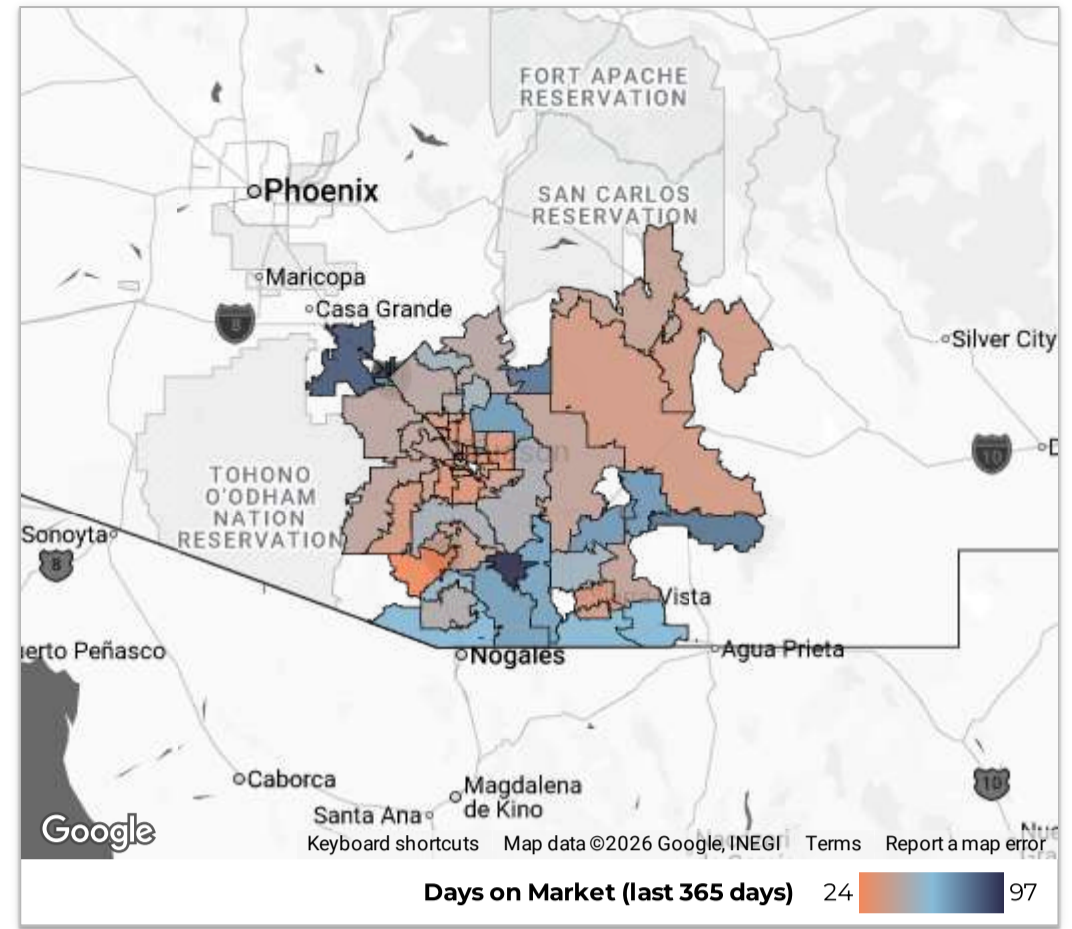 FORT APACHE
RESERVATION
SAN CARLOS
RESERVATION
Phoenix
Maricopa
Casa Grande
8
Silver City
10
TOHONO
O'ODHAM
NATION
RESERVATION
Sonoyta
8
Vista
Peñasco
Nogales
Agua Prieta
Caborca
Magdalena
de Kino
Santa Ana
10
Google
Keyboard shortcuts Map data ©2026 Google, INEGI Terms Report a map error
Days on Market (last 365 days) 24 97